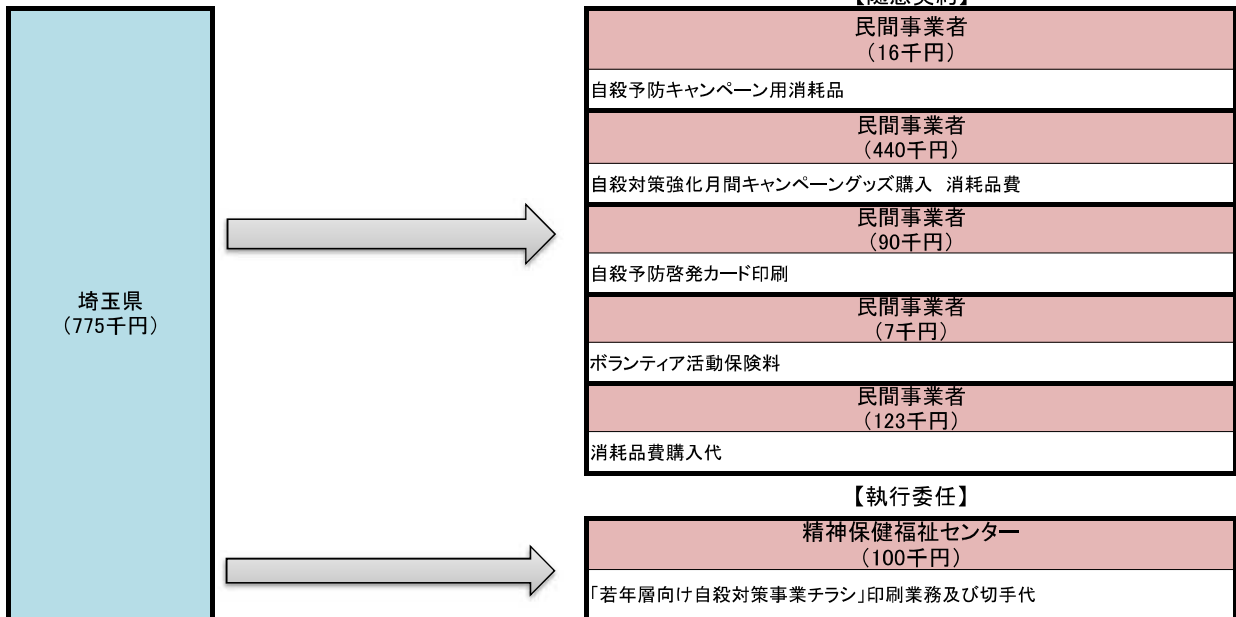 【随意契約】
民間事業者
（16千円）
自殺予防キャンペーン用消耗品
民間事業者
（440千円）
自殺対策強化月間キャンペーングッズ購入　消耗品費
民間事業者
（90千円）
自殺予防啓発カード印刷
埼玉県
（775千円）
民間事業者
（7千円）
ボランティア活動保険料
民間事業者
（123千円）
消耗品費購入代
【執行委任】
精神保健福祉センター
（100千円）
「若年層向け自殺対策事業チラシ」印刷業務及び切手代